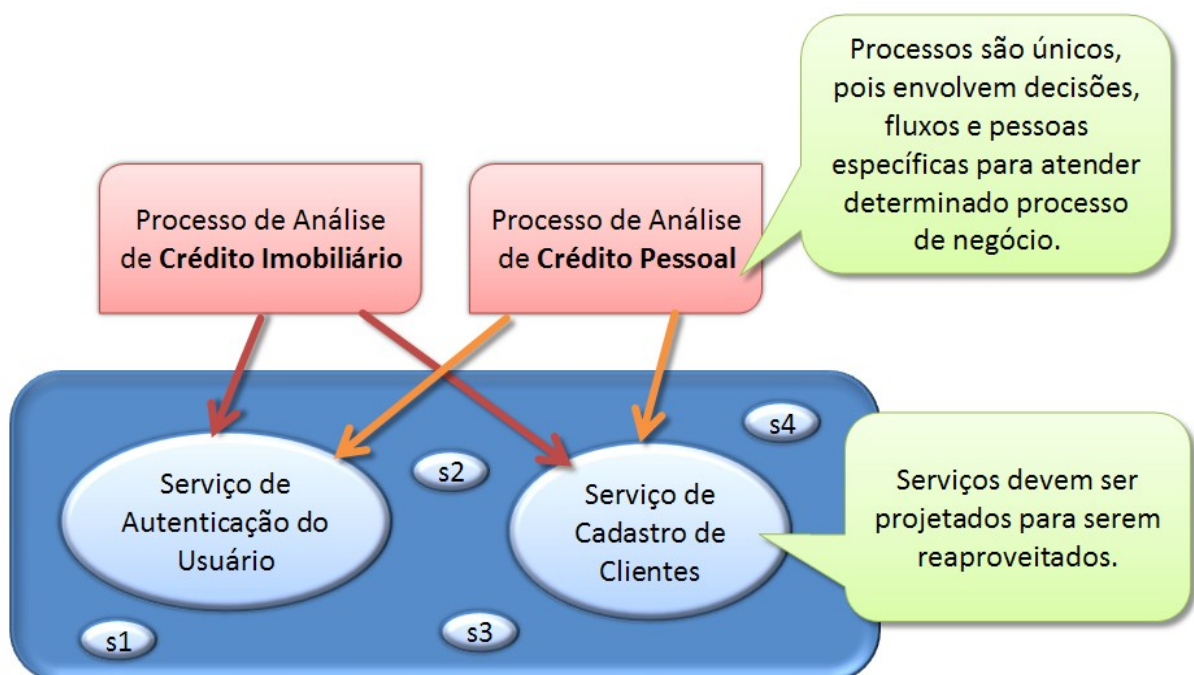 Processos são únicos,
pois envolvem decisões,
fluxos e pessoas
específicas para atender
determinado processo
de negócio.
Processo de Análise
de Crédito Imobiliário
Processo de Análise
de Crédito Pessoal
s4
s2
Serviço de
Autenticação do
Usuário
Serviço de
Cadastro de
Clientes
Serviços devem ser
projetados para serem
reaproveitados.
s1
s3